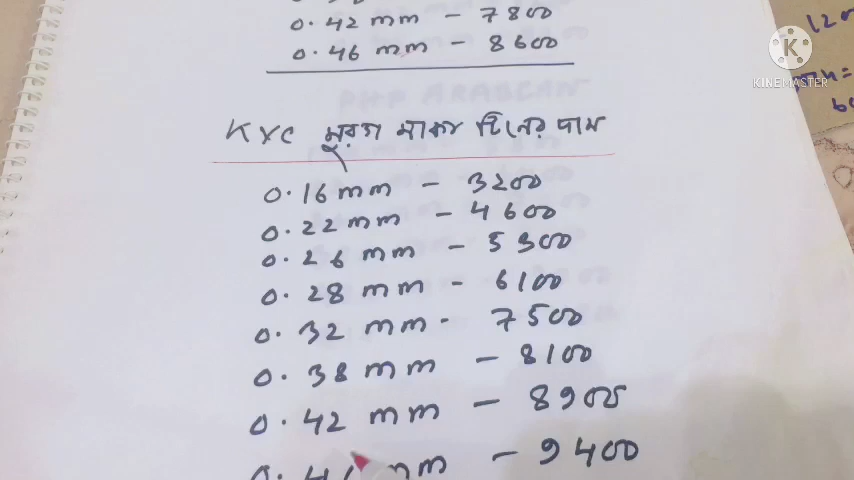 0.42 mm - 7800
0.46 mm - 8600
KYC মুরগ মার্কা টিনের দাম
0.16 mm - 3200
0.22 mm - 4600
0.26 mm - 5300
0.28 mm - 6100
0.32 mm - 7500
0.38 mm - 8100
0.42 mm - 8900
mm - 9400
K
KINEMASTER